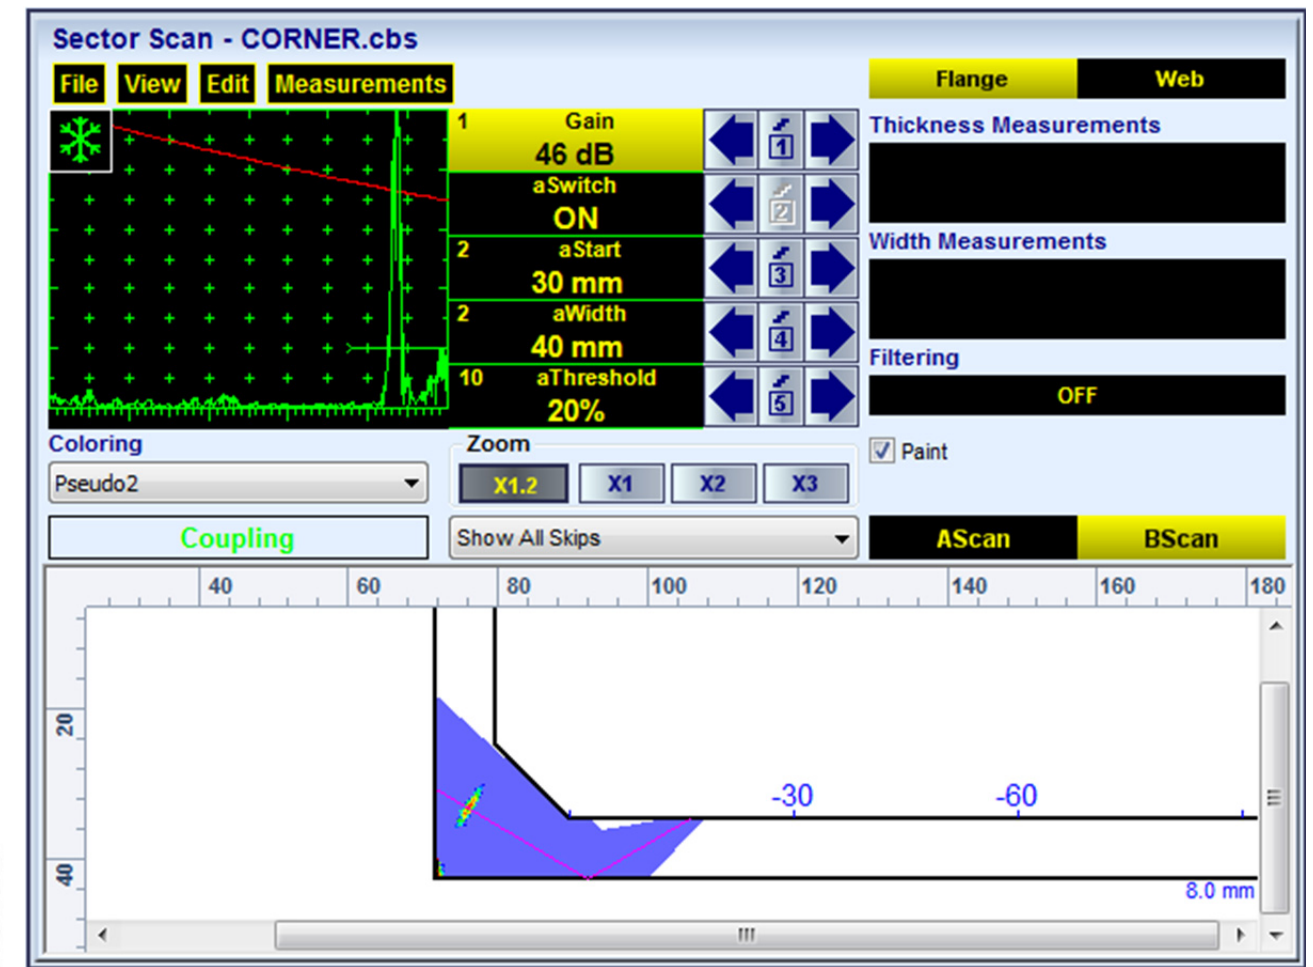 Sector Scan - CORNER.cbs
File View Edit Measurements
Flange Web
1 Gain
46 dB
1
aSwitch
ON
2
2 aStart
30 mm
3
2 aWidth
40 mm
4
10 aThreshold
20%
5
Thickness Measurements
Width Measurements
Filtering
OFF
Paint
Coloring
Pseudo2
Zoom
X1.2 X1 X2 X3
Coupling
Show All Skips
AScan BScan
40 60 80 100 120 140 160 180
20
-30 -60
40
8.0 mm